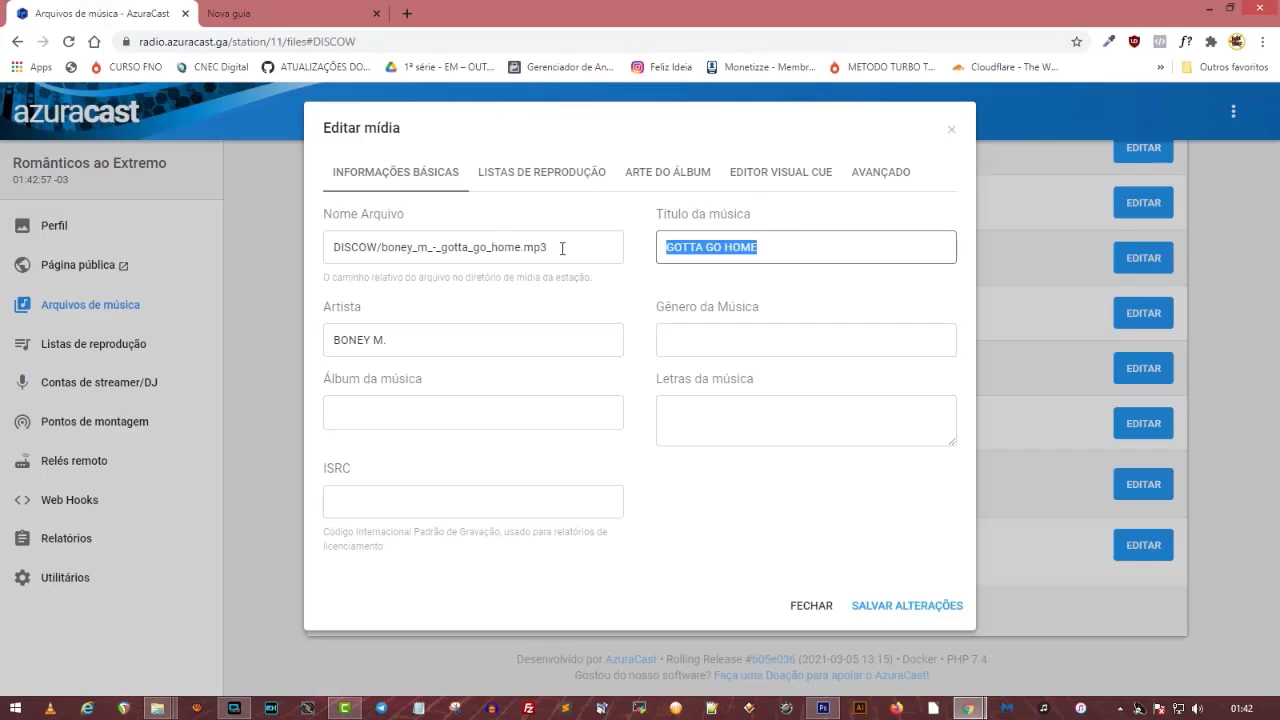 Arquivos de música - AzuraCast
Nova guia
radio.azuracast.ga/station/11/files#DISCOW
Apps
CURSO FNO
CNEC Digital
ATUALIZAÇÕES DO...
1ª série - EM – OUT...
Gerenciador de An...
Feliz Ideia
Monetizze - Membr...
METODO TURBO T...
Cloudflare - The W...
»
Outros favoritos
azuracast
Românticos ao Extremo
01:42:57 -03
Perfil
Página pública
Arquivos de música
Listas de reprodução
Contas de streamer/DJ
Pontos de montagem
Relés remoto
Web Hooks
Relatórios
Utilitários
Editar mídia
×
INFORMAÇÕES BÁSICAS
LISTAS DE REPRODUÇÃO
ARTE DO ÁLBUM
EDITOR VISUAL CUE
AVANÇADO
Nome Arquivo
Título da música
DISCOW/boney_m_-_gotta_go_home.mp3
GOTTA GO HOME
O caminho relativo do arquivo no diretório de mídia da estação.
Artista
Gênero da Música
BONEY M.
Álbum da música
Letras da música
ISRC
Código Internacional Padrão de Gravação, usado para relatórios de
licenciamento.
FECHAR
SALVAR ALTERAÇÕES
EDITAR
EDITAR
EDITAR
EDITAR
EDITAR
EDITAR
EDITAR
EDITAR
Desenvolvido por AzuraCast • Rolling Release #b05e036 (2021-03-05 13:15) • Docker • PHP 7.4
Gostou do nosso software? Faça uma Doação para apoiar o AzuraCast!
01:42